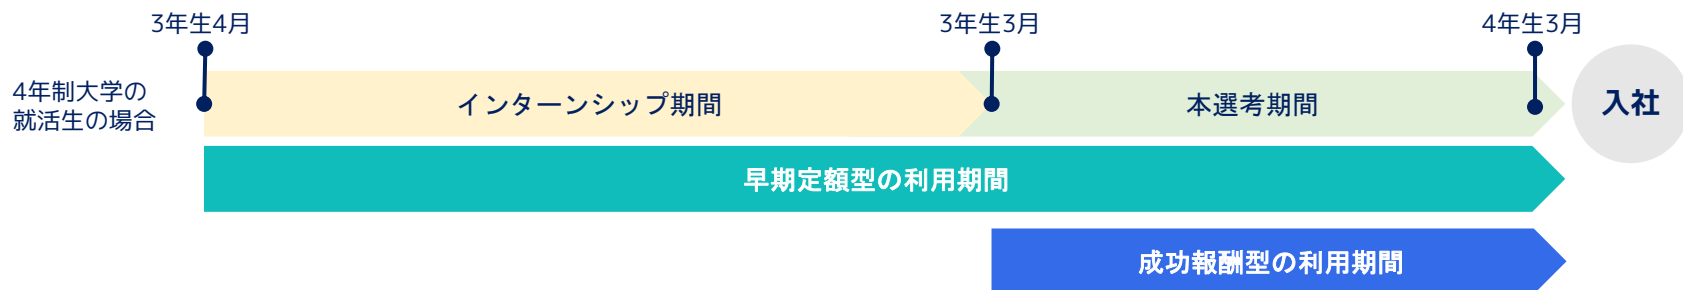 3年生4月
3年生3月
4年生3月
4年制大学の
就活生の場合
インターンシップ期間
本選考期間
入社
早期定額型の利用期間
成功報酬型の利用期間